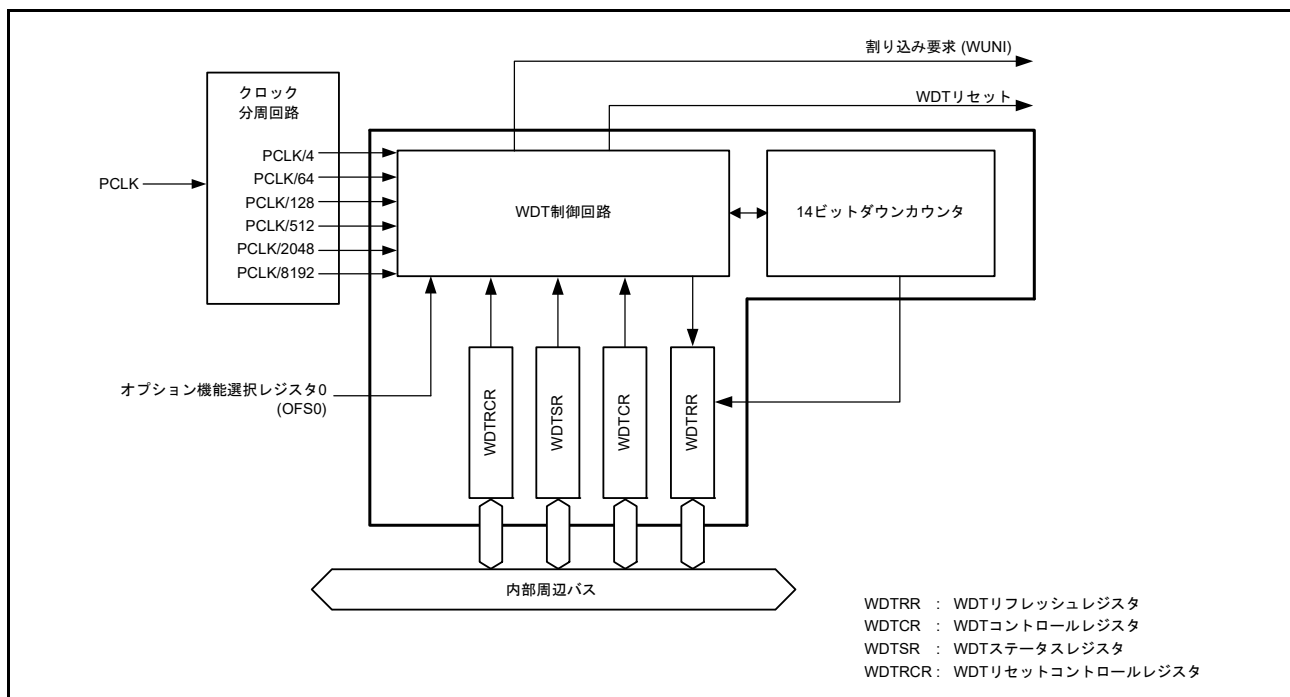 割り込み要求 (WUNI)
WDTリセット
クロック
分周回路
PCLK
PCLK/4
PCLK/64
PCLK/128
PCLK/512
PCLK/2048
PCLK/8192
WDT制御回路
14ビットダウンカウンタ
オプション機能選択レジスタ0
(OFS0)
WDTRCR
WDTSR
WDTCR
WDTRR
内部周辺バス
WDTRR : WDTリフレッシュレジスタ
WDTCR : WDTコントロールレジスタ
WDTSR : WDTステータスレジスタ
WDTRCR : WDTリセットコントロールレジスタ